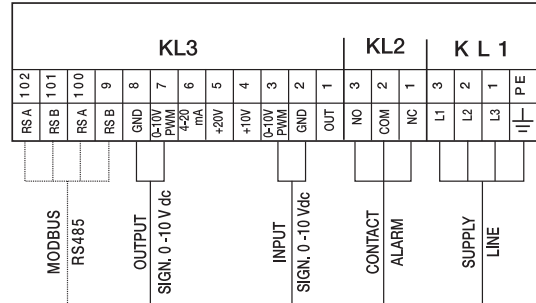 KL3 KL2 KL1
102 101 100 9 8 7 6 5 4 3 2 1 3 2 1 3 2 1 PE
RS A
RS B
RS A
RS B
GND
0-10V
PWM
4-20
mA
+20V
+10V
0-10V
PWM
GND
OUT
NO
COM
NC
L1
L2
L3
MODBUS
RS485
OUTPUT
SIGN. 0 -10 V dc
INPUT
SIGN. 0 -10Vdc
CONTACT
ALARM
SUPPLY
LINE